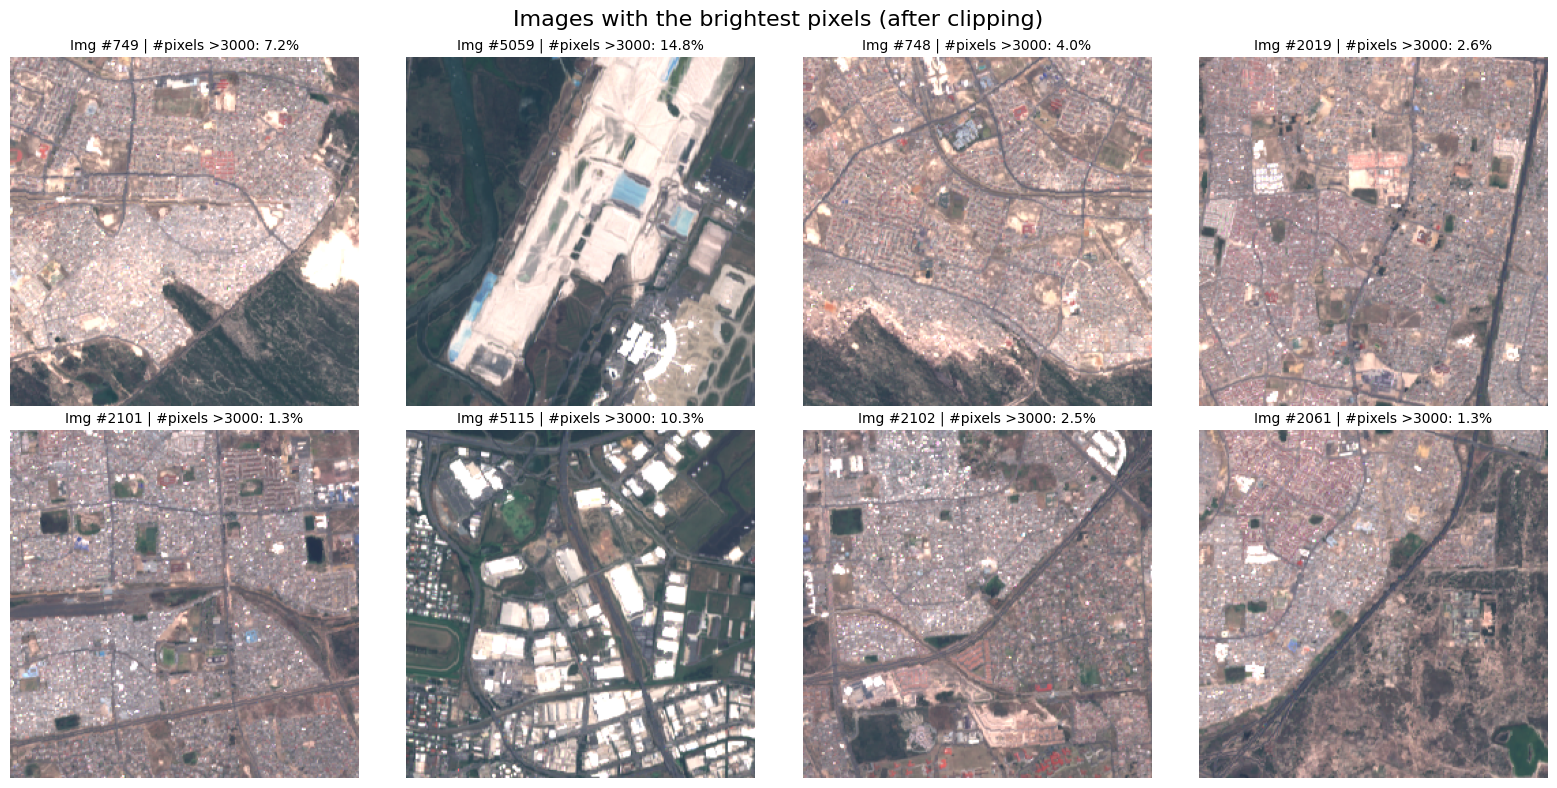 Images with the brightest pixels (after clipping)
Img #749 | #pixels >3000: 7.2%
Img #5059 | #pixels >3000: 14.8%
Img #748 | #pixels >3000: 4.0%
Img #2019 | #pixels >3000: 2.6%
Img #2101 | #pixels >3000: 1.3%
Img #5115 | #pixels >3000: 10.3%
Img #2102 | #pixels >3000: 2.5%
Img #2061 | #pixels >3000: 1.3%